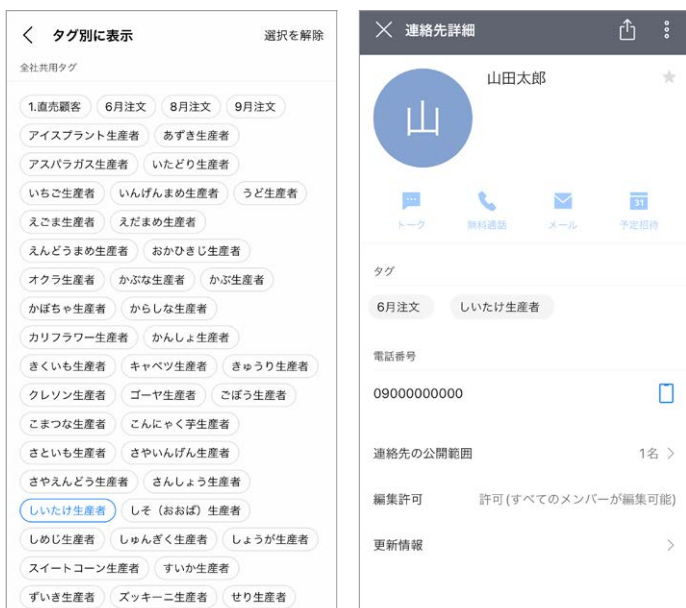 タグ別に表示 選択を解除
全社共用タグ
1.直売顧客 6月注文 8月注文 9月注文
アイスプラント生産者 あずき生産者
アスパラガス生産者 いたどり生産者
いちご生産者 いんげんまめ生産者 うど生産者
えごま生産者 えだまめ生産者
えんどうまめ生産者 おかひきじ生産者
オクラ生産者 かぶな生産者 かぶ生産者
かぼちゃ生産者 からしな生産者
カリフラワー生産者 かんしょ生産者
きくいも生産者 キャベツ生産者 きゅうり生産者
クレソン生産者 ゴーヤ生産者 ごぼう生産者
こまつな生産者 こんにゃく芋生産者
さといも生産者 さやいんげん生産者
さやえんどう生産者 さんしょう生産者
しいたけ生産者 しそ（おおば）生産者
しめじ生産者 しゅんぎく生産者 しょうが生産者
スイートコーン生産者 すいか生産者
ずいき生産者 ズッキーニ生産者 せり生産者
連絡先詳細
山
山田太郎
31
トーク 無料通話 メール 予定招待
タグ
6月注文 しいたけ生産者
電話番号
09000000000
連絡先の公開範囲 1名
編集許可 許可(すべてのメンバーが編集可能)
更新情報